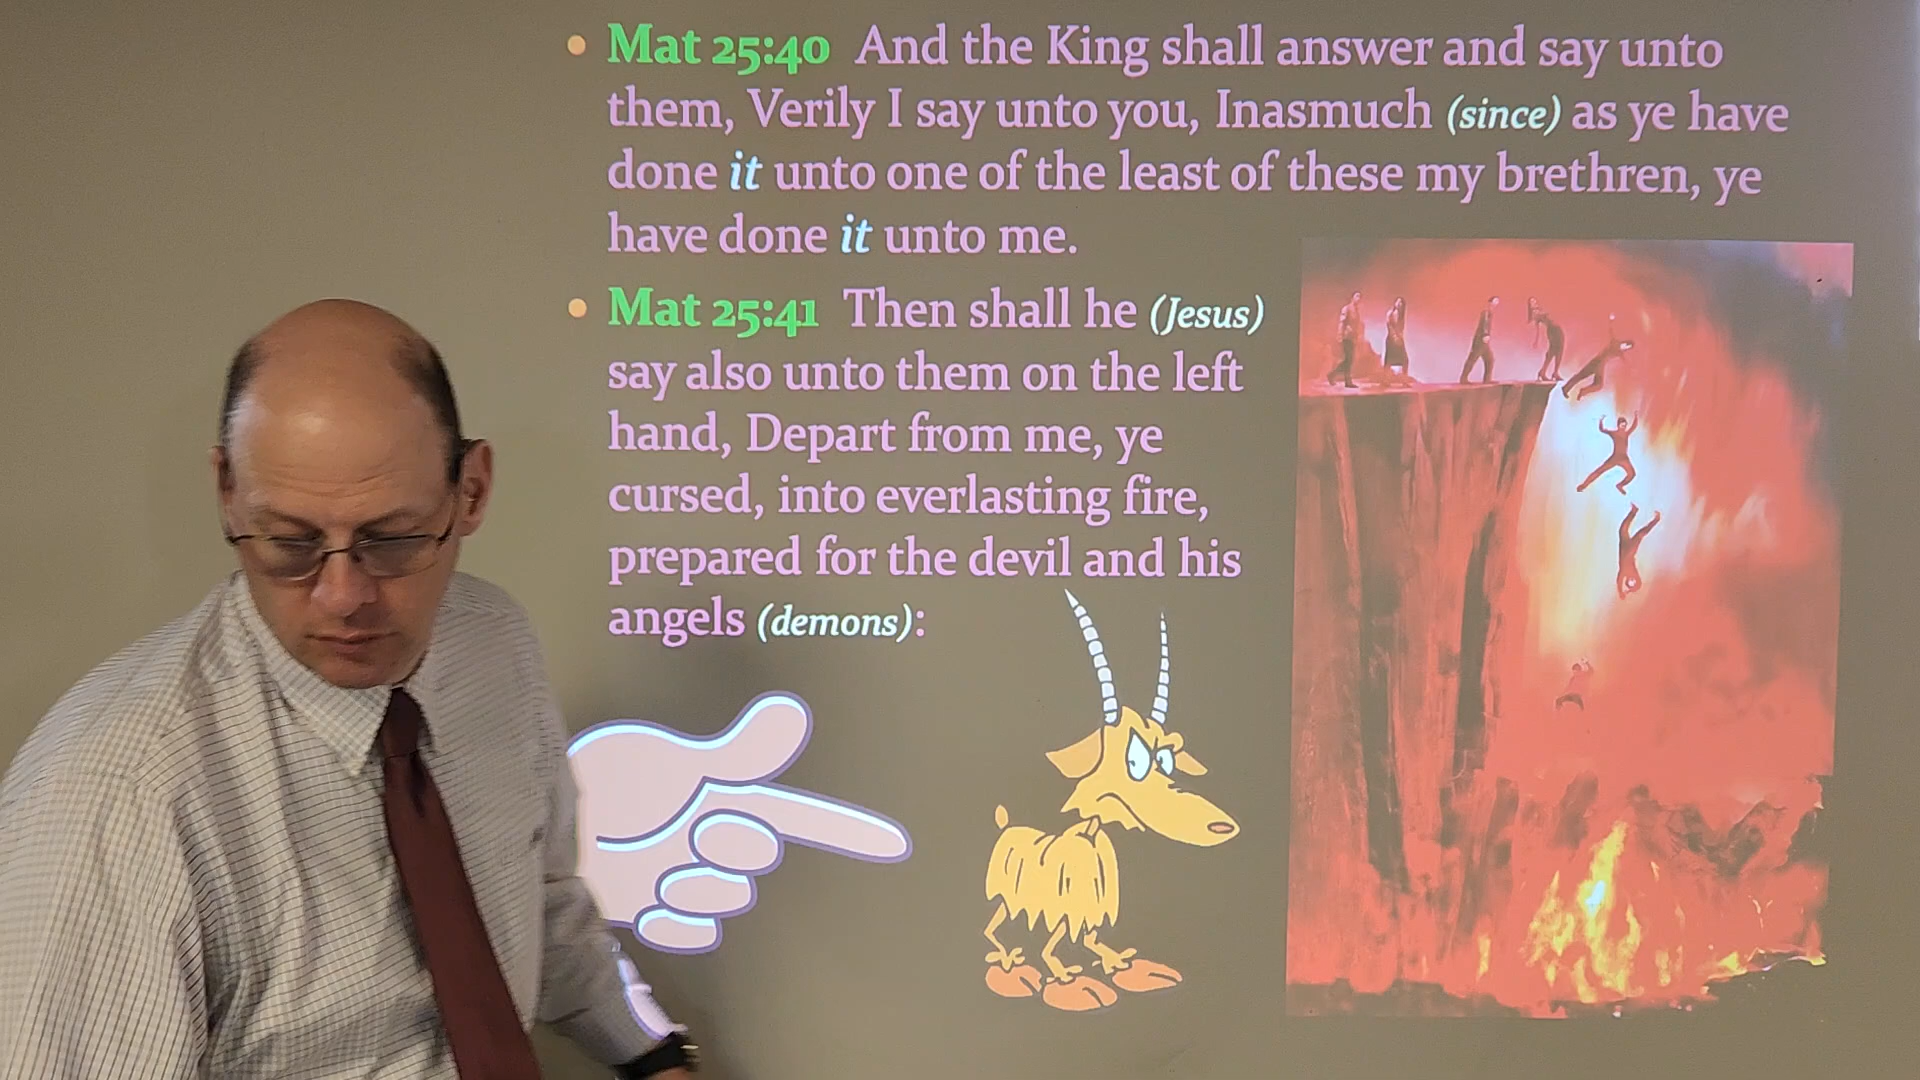 Mat 25:40 And the King shall answer and say unto
them, Verily I say unto you, Inasmuch (since) as ye have
done it unto one of the least of these my brethren, ye
have done it unto me.
Mat 25:41 Then shall he (Jesus)
say also unto them on the left
hand, Depart from me, ye
cursed, into everlasting fire,
prepared for the devil and his
angels (demons):